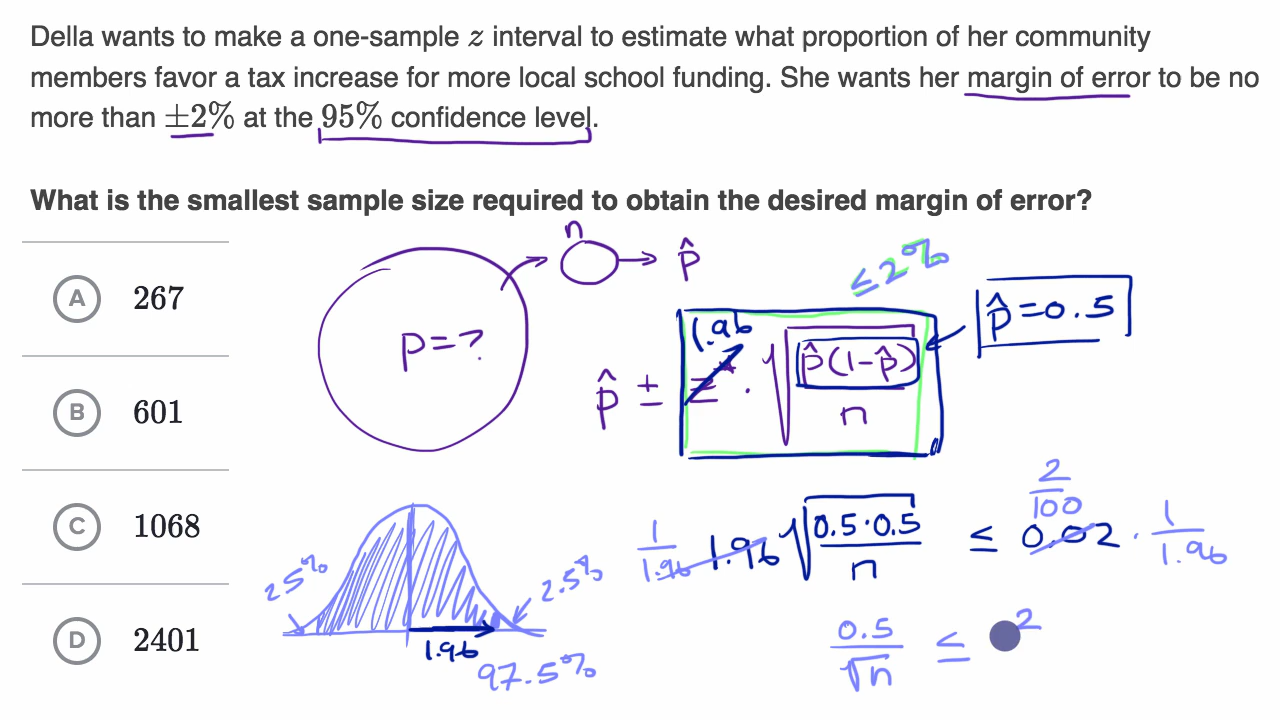 Della wants to make a one-sample z interval to estimate what proportion of her community
members favor a tax increase for more local school funding. She wants her margin of error to be no
more than ±2% at the 95% confidence level.
What is the smallest sample size required to obtain the desired margin of error?
A 267
B 601
C 1068
D 2401
n
p̂
P=?
≤2%
p̂=0.5
1.96
p̂ ± z* · √p̂(1-p̂)
n
2
100
1/1.96 1.96 √0.5·0.5/n ≤ 0.02 · 1/1.96
25%
2.5%
1.96
97.5%
0.5/√n ≤ 2